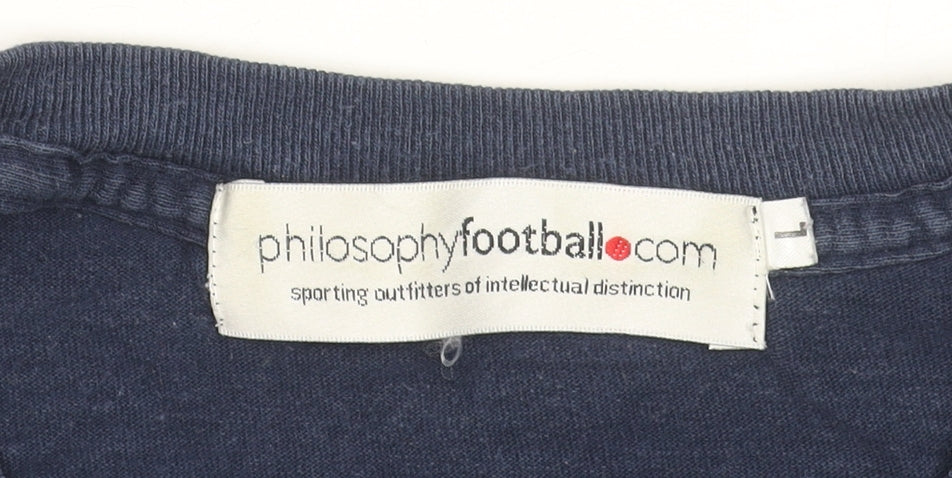 philosophyfootball.com
sporting outfitters of intellectual distinction
L